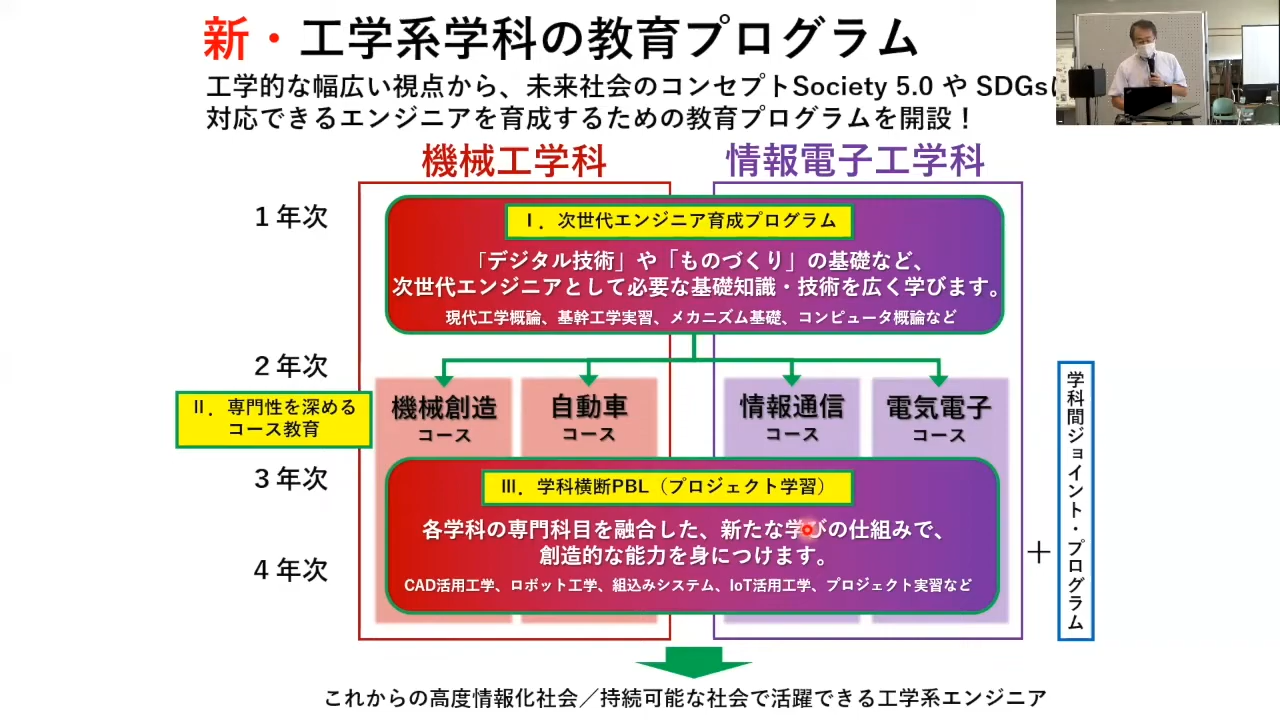 新・工学系学科の教育プログラム
工学的な幅広い視点から、未来社会のコンセプトSociety 5.0 や SDGsに
対応できるエンジニアを育成するための教育プログラムを開設！
機械工学科
情報電子工学科
1年次
Ⅰ．次世代エンジニア育成プログラム
「デジタル技術」や「ものづくり」の基礎など、
次世代エンジニアとして必要な基礎知識・技術を広く学びます。
現代工学概論、基幹工学実習、メカニズム基礎、コンピュータ概論など
2年次
Ⅱ．専門性を深める
コース教育
機械創造
コース
自動車
コース
情報通信
コース
電気電子
コース
3年次
Ⅲ．学科横断PBL（プロジェクト学習）
各学科の専門科目を融合した、新たな学びの仕組みで、
創造的な能力を身につけます。
4年次
CAD活用工学、ロボット工学、組込みシステム、IoT活用工学、プロジェクト実習など
＋
学科間ジョイント・プログラム
これからの高度情報化社会／持続可能な社会で活躍できる工学系エンジニア